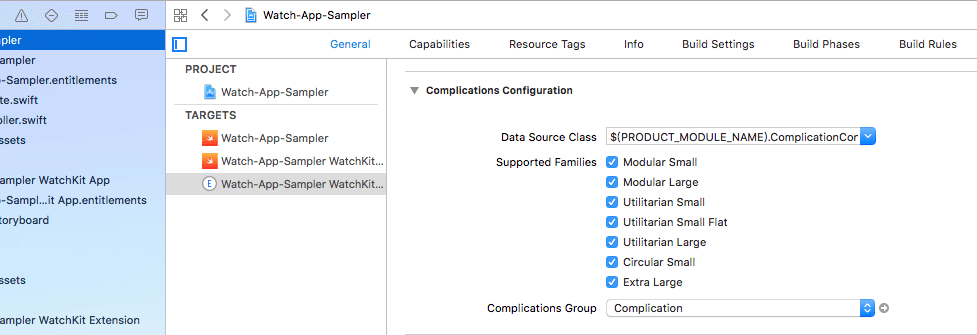 Watch-App-Sampler
General Capabilities Resource Tags Info Build Settings Build Phases Build Rules
mpler
ampler
p-Sampler.entitlements
te.swift
oller.swift
ssets
ampler WatchKit App
p-Sampl...it App.entitlements
toryboard
ssets
ampler WatchKit Extension
PROJECT
Watch-App-Sampler
TARGETS
Watch-App-Sampler
Watch-App-Sampler WatchKit...
E Watch-App-Sampler WatchKit...
Complications Configuration
Data Source Class $(PRODUCT_MODULE_NAME).ComplicationCor
Supported Families Modular Small
Modular Large
Utilitarian Small
Utilitarian Small Flat
Utilitarian Large
Circular Small
Extra Large
Complications Group Complication